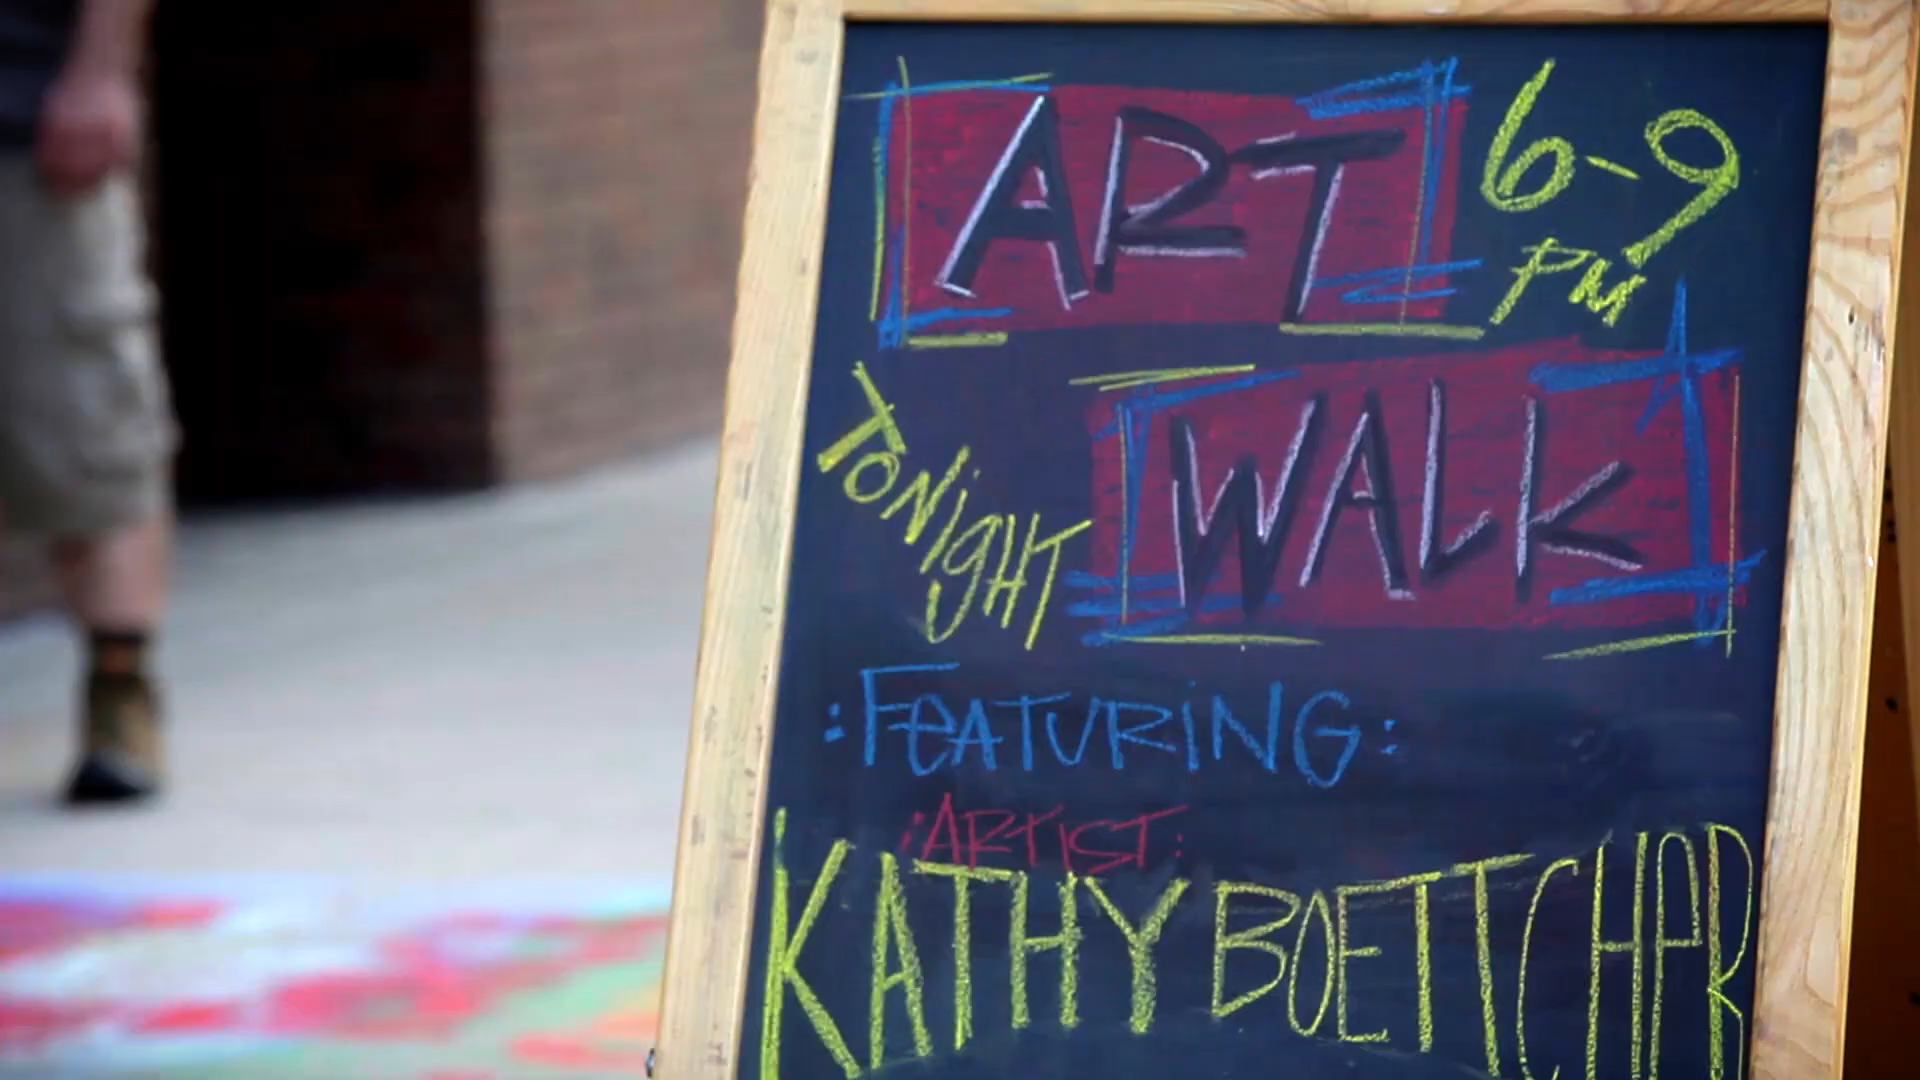 ART 6-9
PM
TONIGHT WALK
:FEATURING:
:ARTIST:
KATHY BOETTCHER